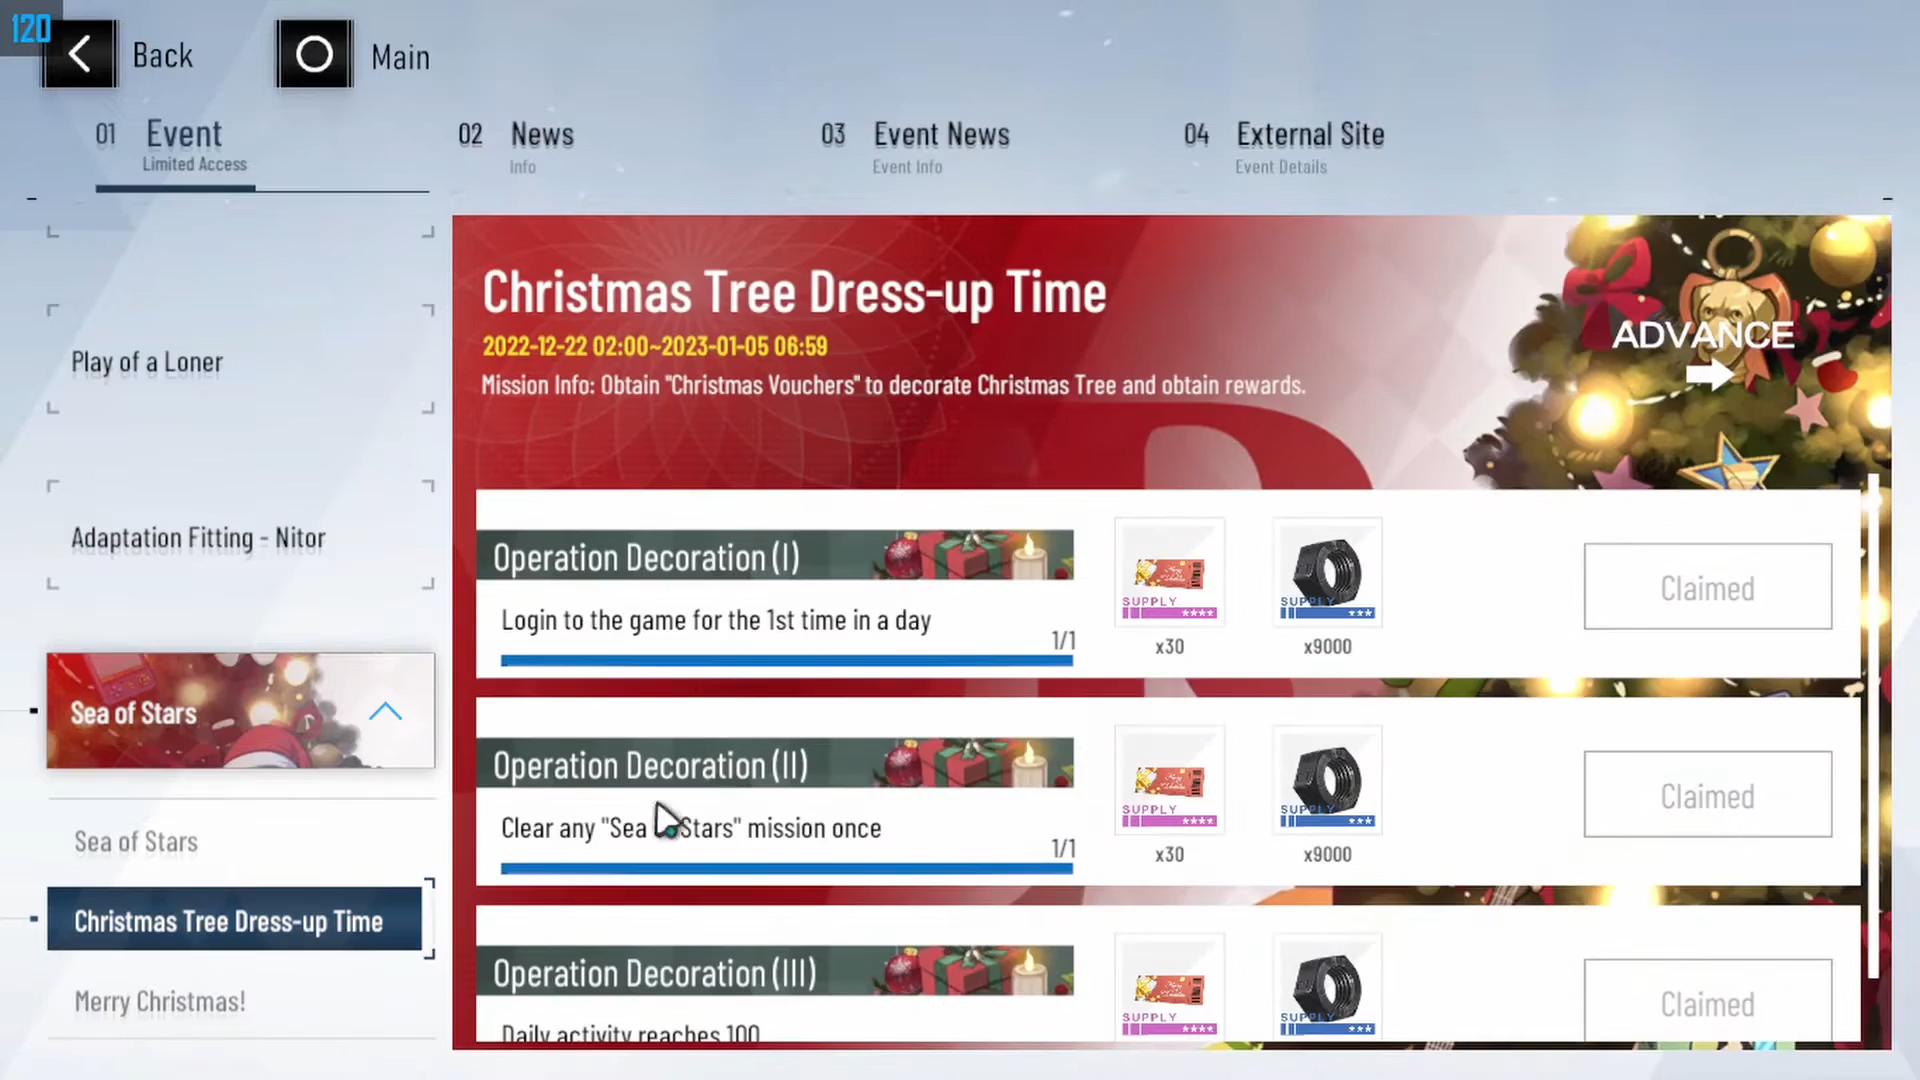 120
Back
Main
01 Event
Limited Access
02 News
Info
03 Event News
Event Info
04 External Site
Event Details
Play of a Loner
Adaptation Fitting - Nitor
Sea of Stars
Sea of Stars
Christmas Tree Dress-up Time
Merry Christmas!
Christmas Tree Dress-up Time
2022-12-22 02:00~2023-01-05 06:59
Mission Info: Obtain "Christmas Vouchers" to decorate Christmas Tree and obtain rewards.
ADVANCE
Operation Decoration (I)
Login to the game for the 1st time in a day
1/1
SUPPLY
x30
SUPPLY
x9000
Claimed
Operation Decoration (II)
Clear any "Sea Stars" mission once
1/1
SUPPLY
x30
SUPPLY
x9000
Claimed
Operation Decoration (III)
Daily activity reaches 100
SUPPLY
SUPPLY
Claimed